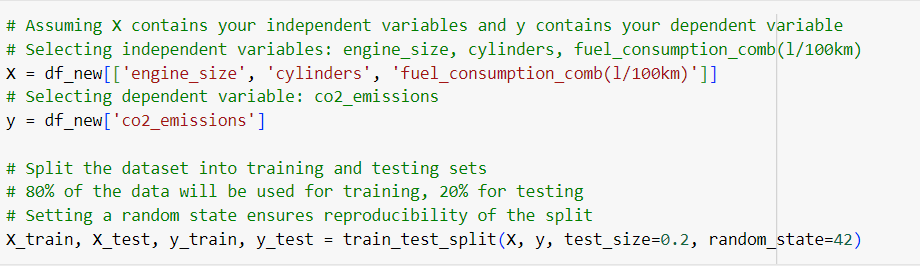 # Assuming X contains your independent variables and y contains your dependent variable
# Selecting independent variables: engine_size, cylinders, fuel_consumption_comb(l/100km)
X = df_new[['engine_size', 'cylinders', 'fuel_consumption_comb(l/100km)']]
# Selecting dependent variable: co2_emissions
y = df_new['co2_emissions']
# Split the dataset into training and testing sets
# 80% of the data will be used for training, 20% for testing
# Setting a random state ensures reproducibility of the split
X_train, X_test, y_train, y_test = train_test_split(X, y, test_size=0.2, random_state=42)